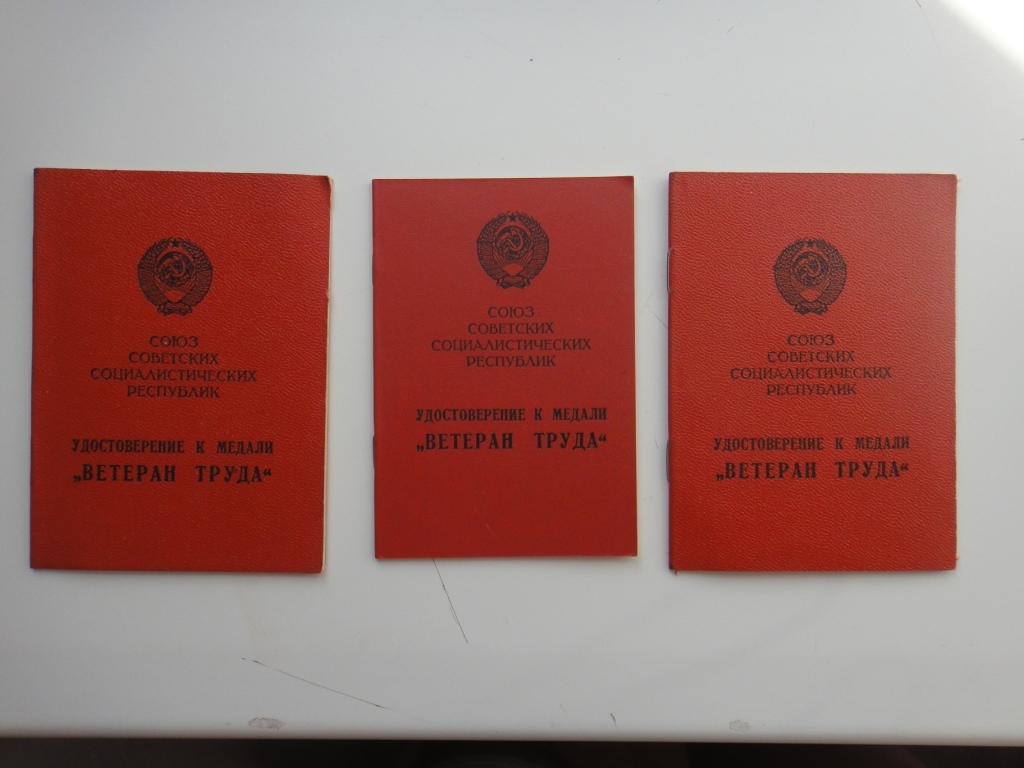 СОЮЗ
СОВЕТСКИХ
СОЦИАЛИСТИЧЕСКИХ
РЕСПУБЛИК
УДОСТОВЕРЕНИЕ К МЕДАЛИ
„ВЕТЕРАН ТРУДА“
СОЮЗ
СОВЕТСКИХ
СОЦИАЛИСТИЧЕСКИХ
РЕСПУБЛИК
УДОСТОВЕРЕНИЕ К МЕДАЛИ
„ВЕТЕРАН ТРУДА“
СОЮЗ
СОВЕТСКИХ
СОЦИАЛИСТИЧЕСКИХ
РЕСПУБЛИК
УДОСТОВЕРЕНИЕ К МЕДАЛИ
„ВЕТЕРАН ТРУДА“